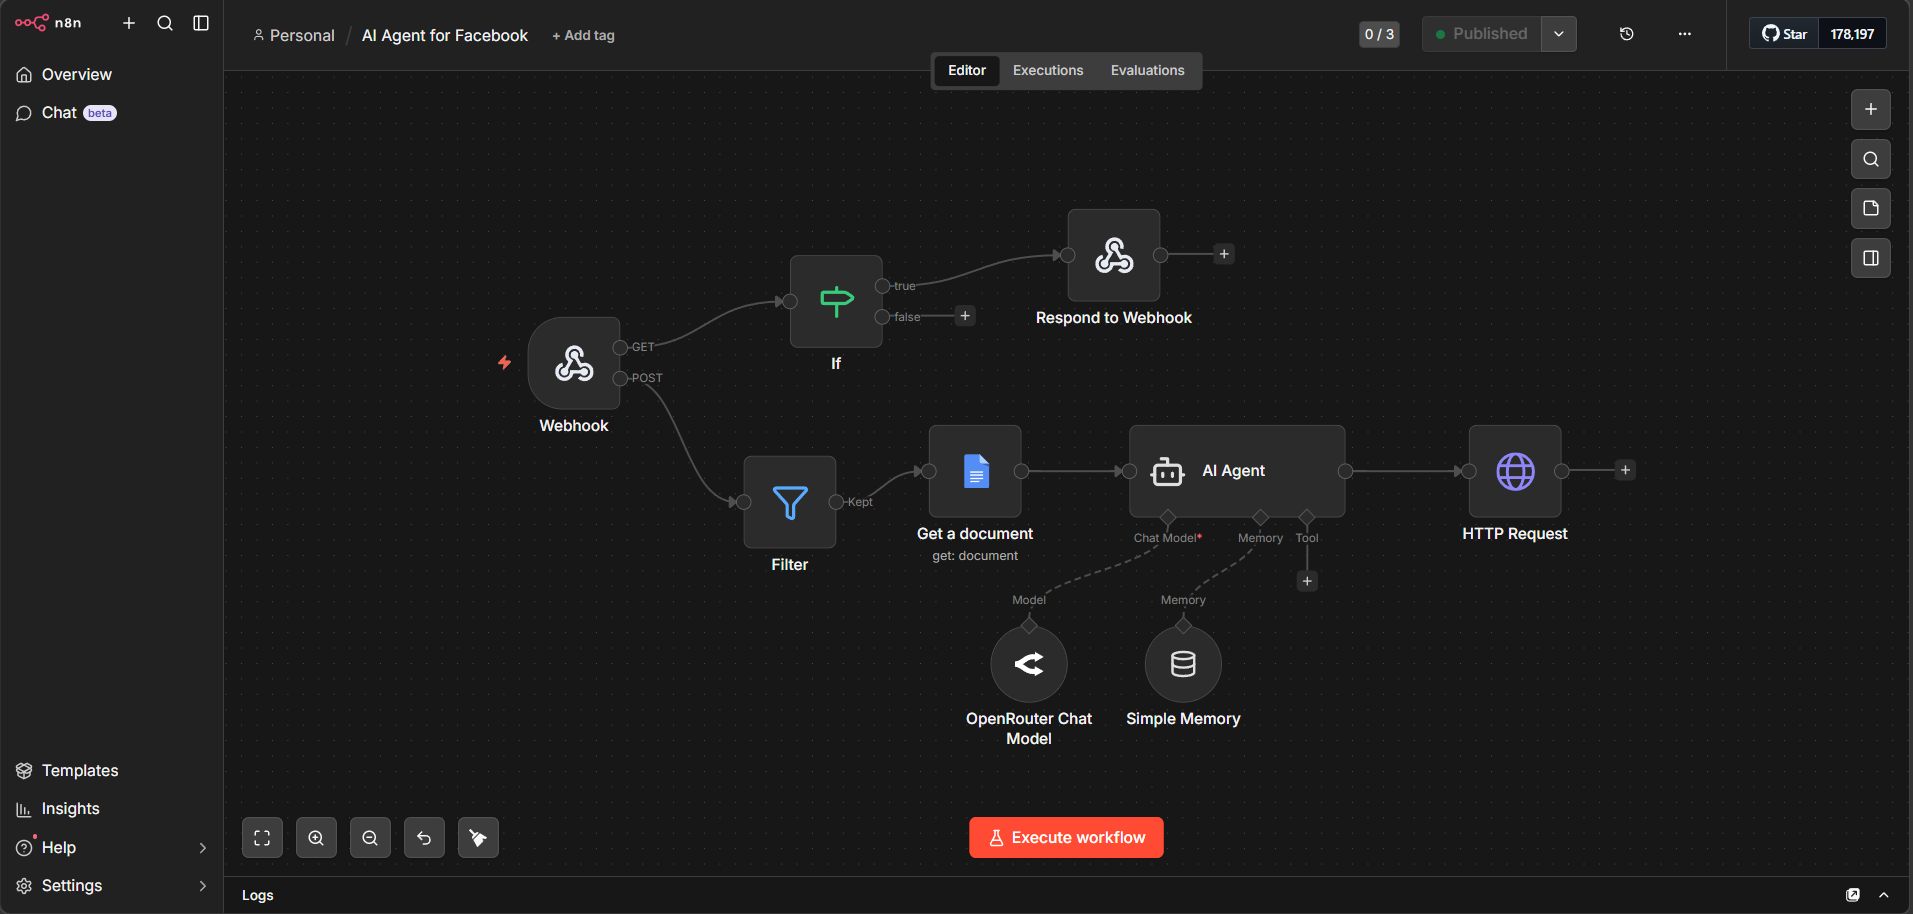 n8n
Personal / AI Agent for Facebook + Add tag
0 / 3
Published
Star 178,197
Editor Executions Evaluations
Overview
Chat beta
GET
POST
Webhook
true
false
If
Respond to Webhook
Kept
Filter
Get a document
get: document
AI Agent
Chat Model*
Memory
Tool
HTTP Request
Model
Memory
OpenRouter Chat
Model
Simple Memory
Templates
Insights
Help
Settings
Execute workflow
Logs